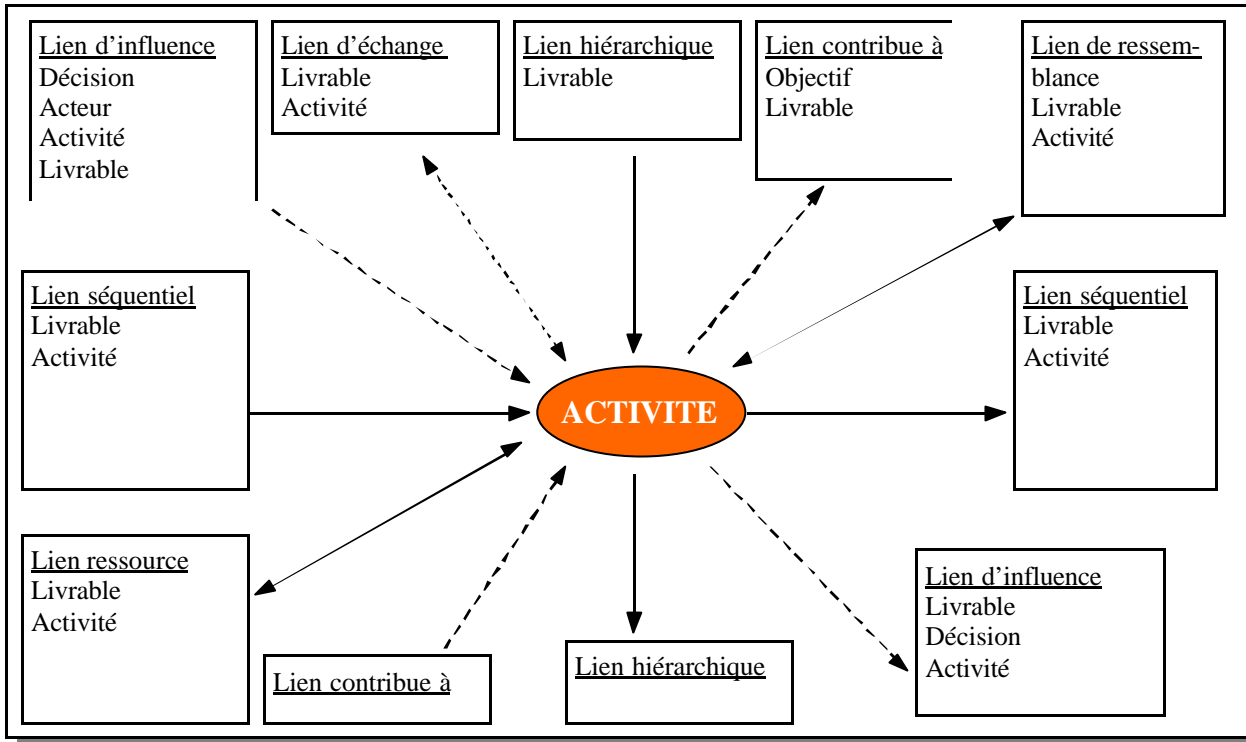 Lien d’influence
Décision
Acteur
Activité
Livrable
Lien d’échange
Livrable
Activité
Lien hiérarchique
Livrable
Lien contribue à
Objectif
Livrable
Lien de ressem-
blance
Livrable
Activité
Lien séquentiel
Livrable
Activité
ACTIVITE
Lien séquentiel
Livrable
Activité
Lien ressource
Livrable
Activité
Lien contribue à
Lien hiérarchique
Lien d’influence
Livrable
Décision
Activité